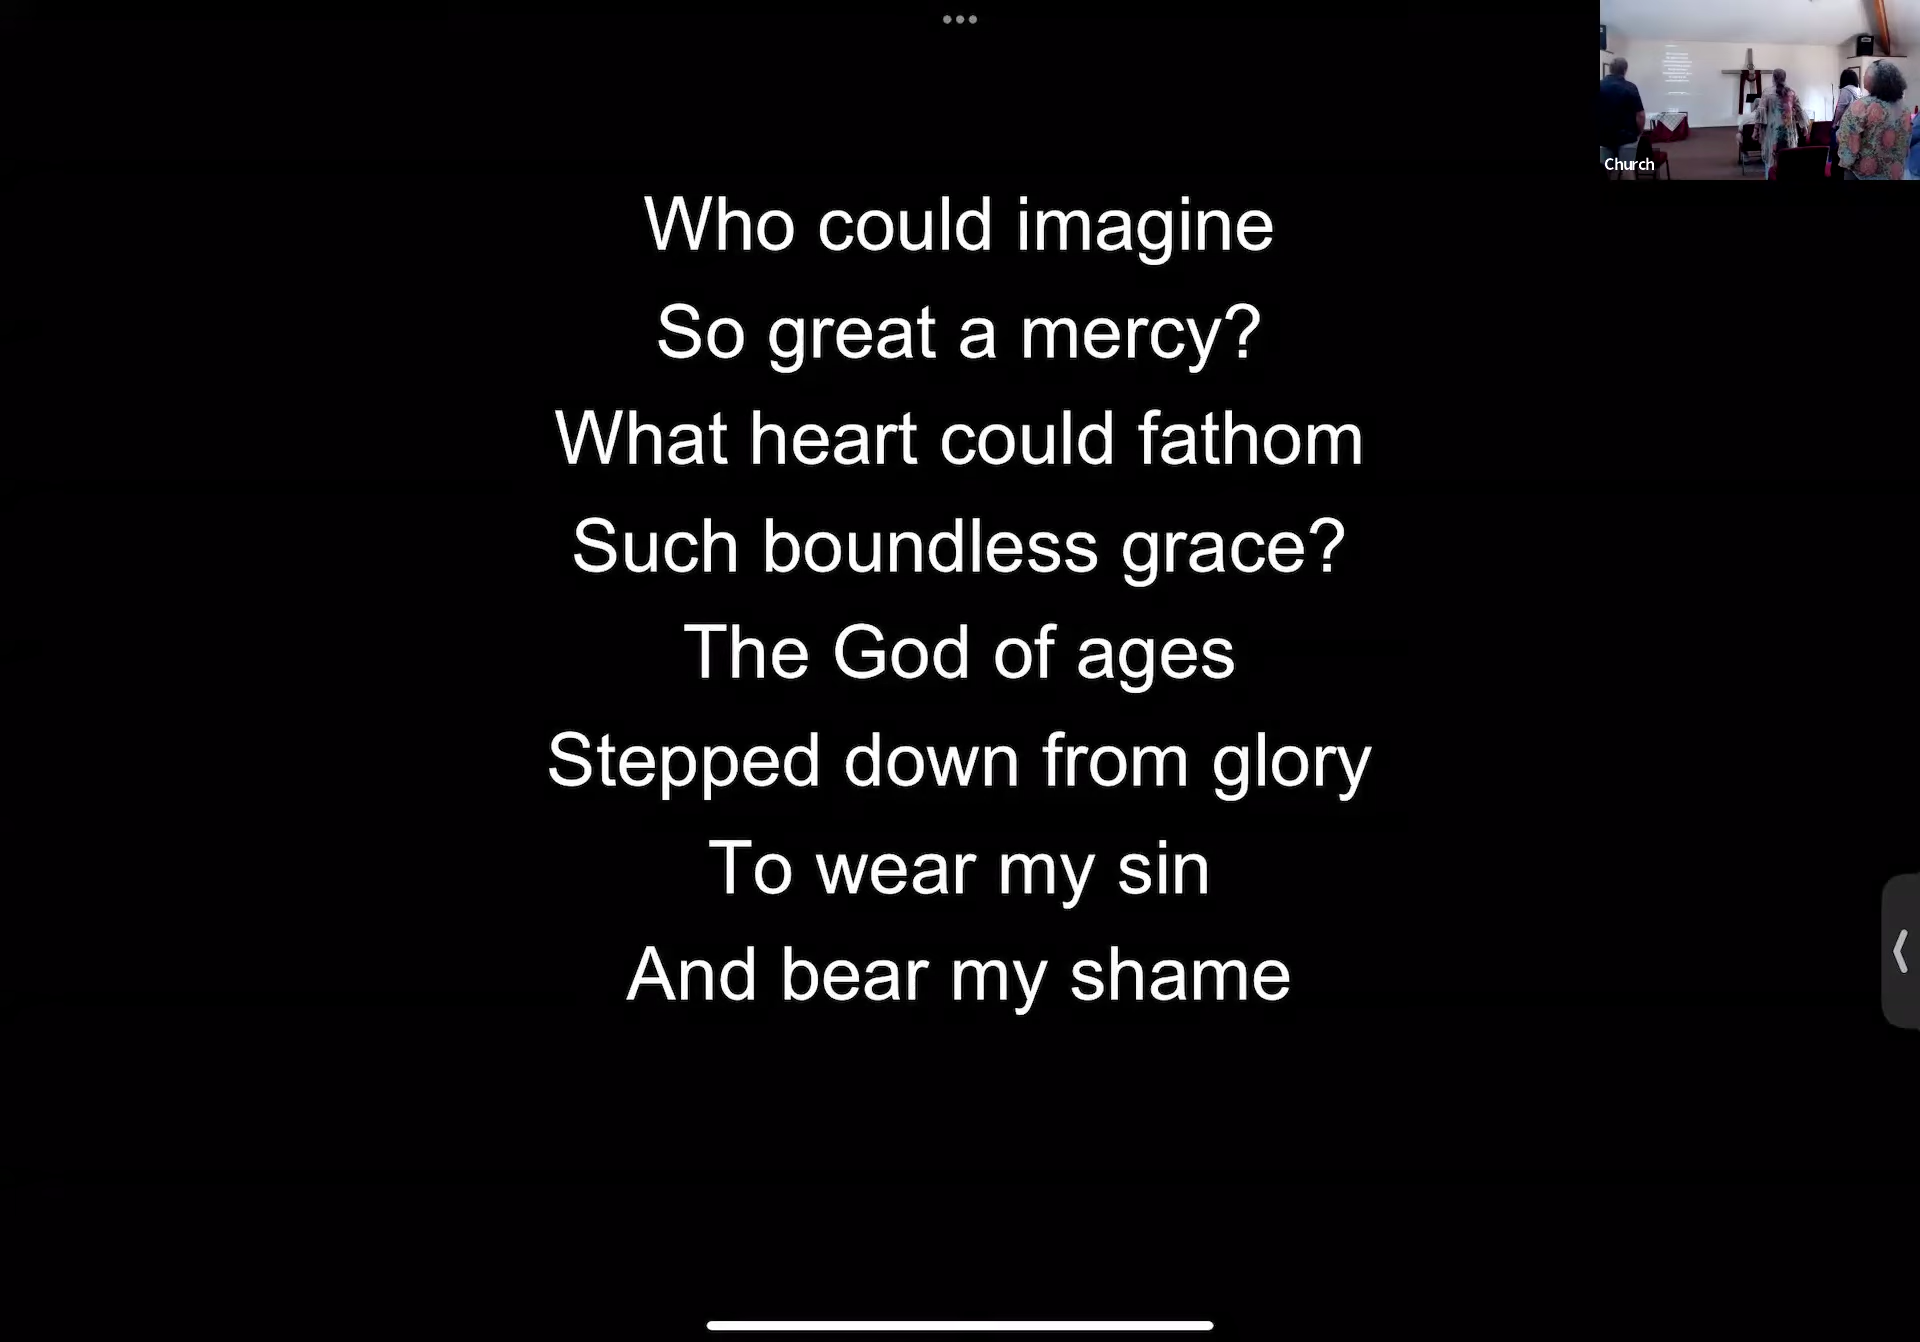 Church
Who could imagine
So great a mercy?
What heart could fathom
Such boundless grace?
The God of ages
Stepped down from glory
To wear my sin
And bear my shame